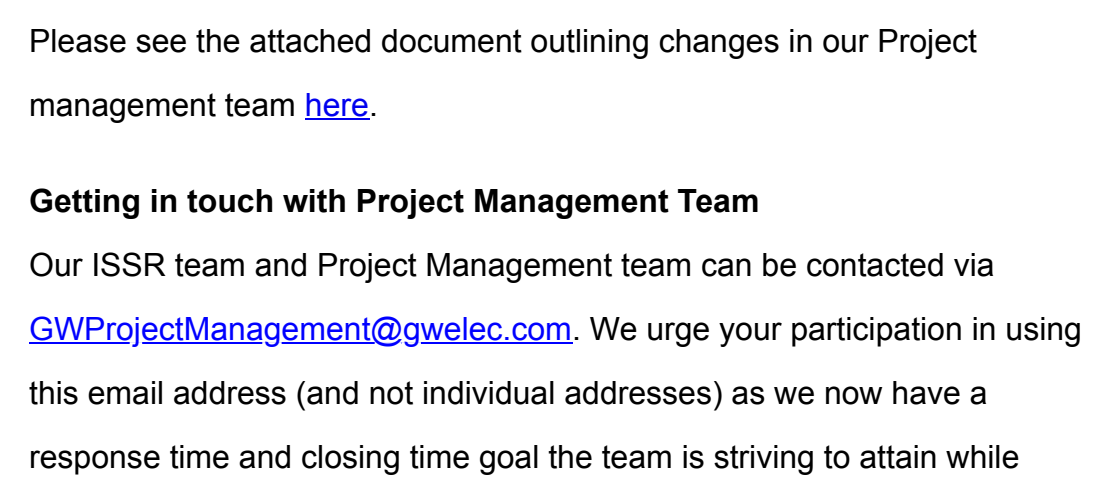 Please see the attached document outlining changes in our Project
management team here.
Getting in touch with Project Management Team
Our ISSR team and Project Management team can be contacted via
GWProjectManagement@gwelec.com. We urge your participation in using
this email address (and not individual addresses) as we now have a
response time and closing time goal the team is striving to attain while